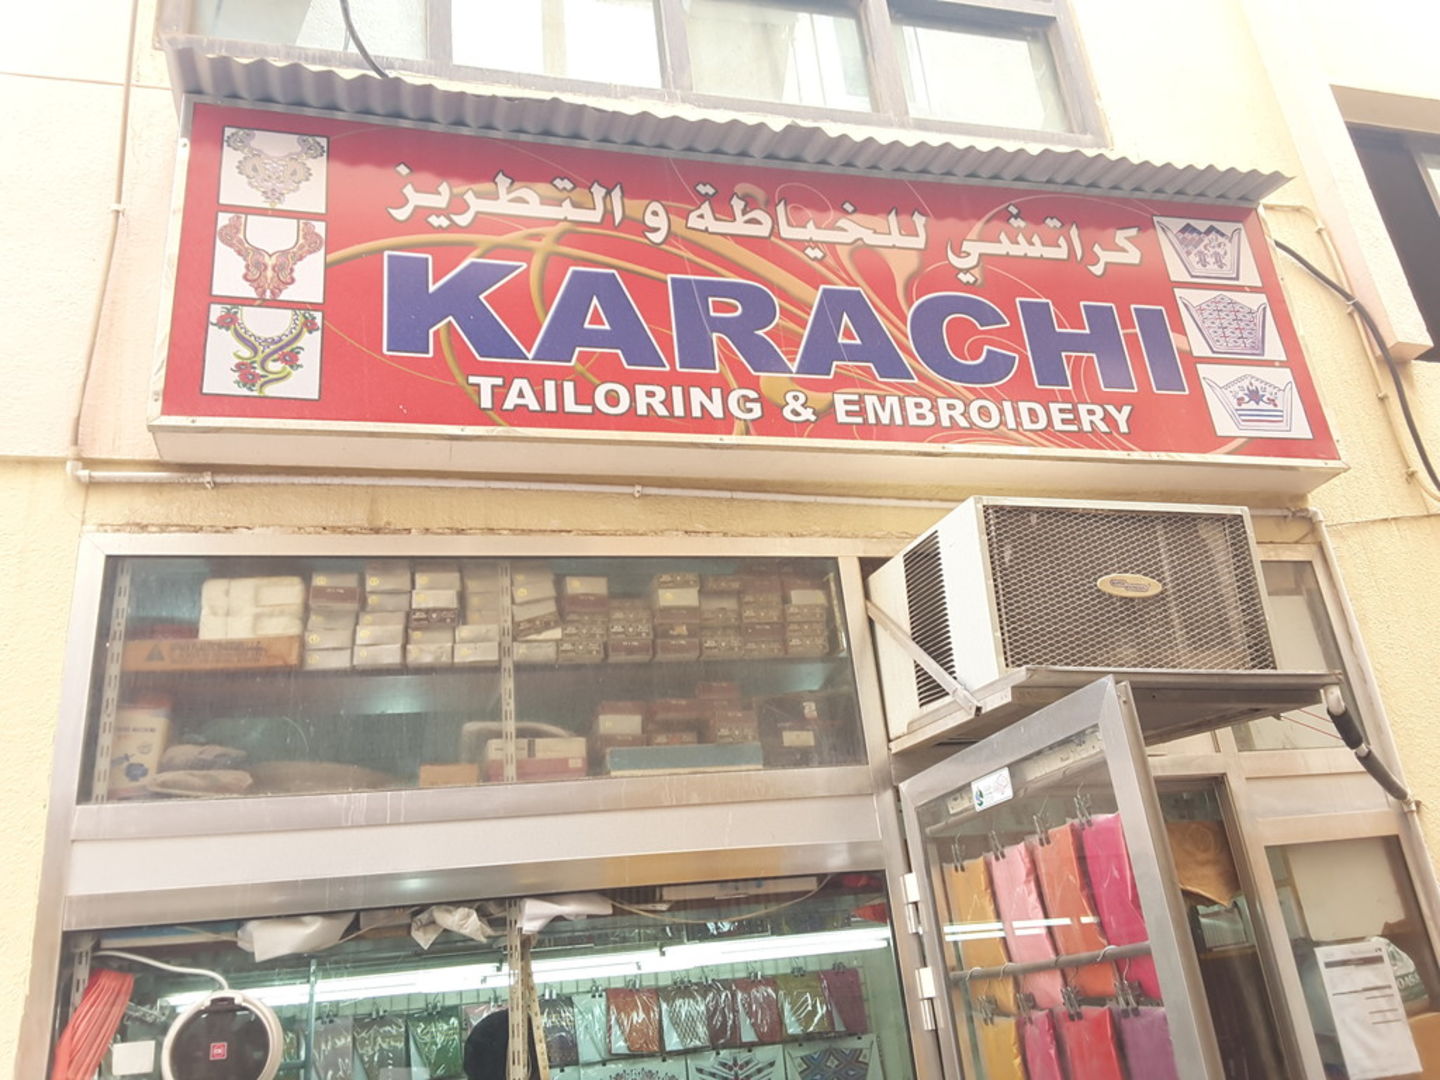 كراتشي للخياطة و التطريز
KARACHI
TAILORING & EMBROIDERY